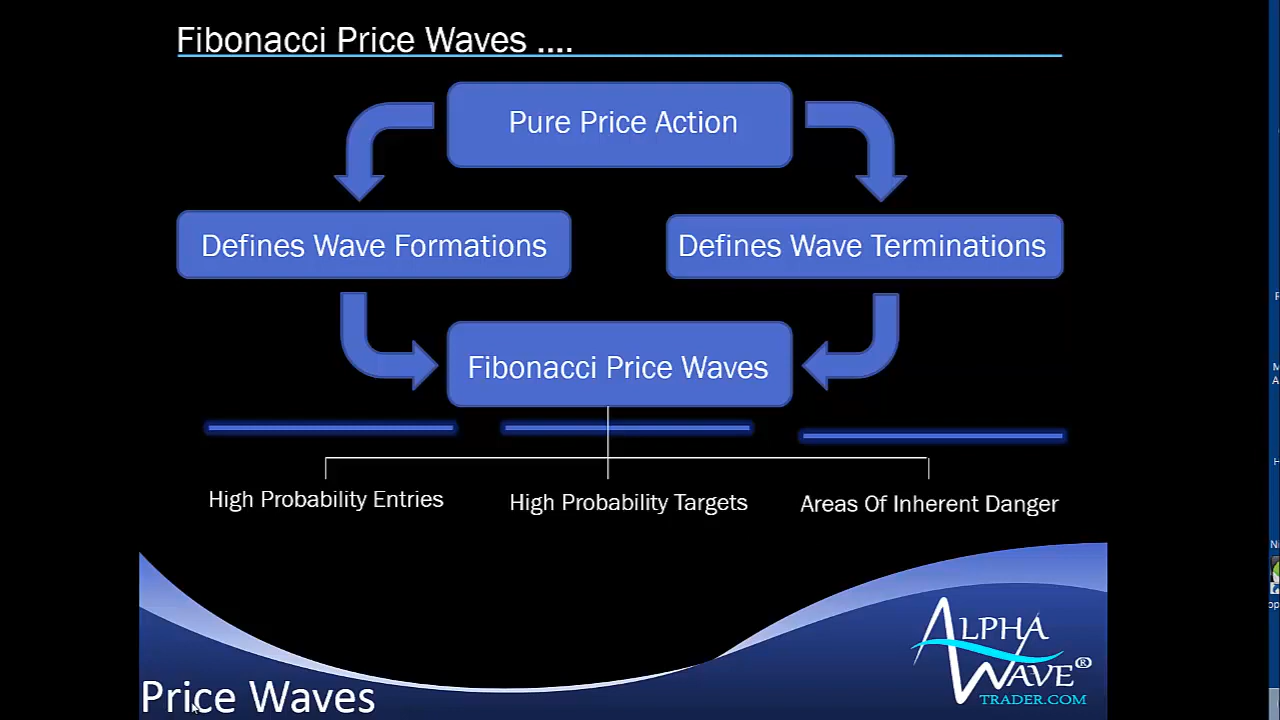 Fibonacci Price Waves ....
Pure Price Action
Defines Wave Formations
Defines Wave Terminations
Fibonacci Price Waves
High Probability Entries
High Probability Targets
Areas Of Inherent Danger
ALPHA
WAVE®
TRADER.COM
Price Waves